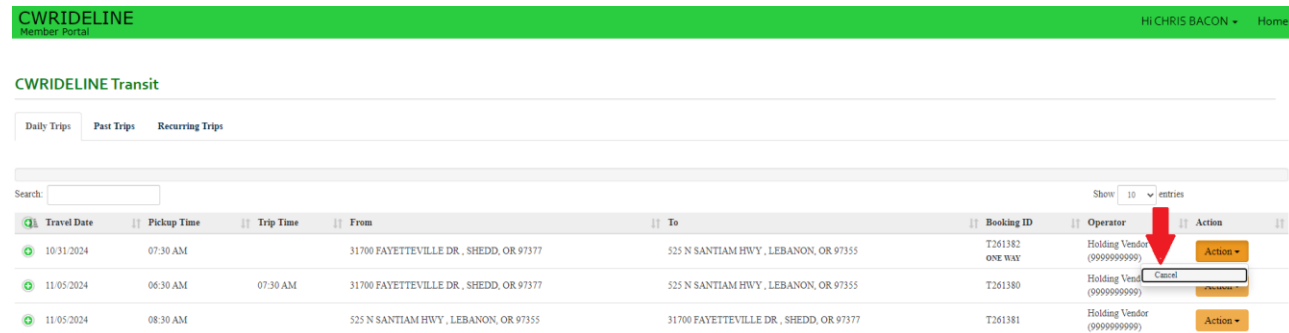 CWRIDELINE
Member Portal
Hi CHRIS BACON Home
CWRIDELINE Transit
Daily Trips Past Trips Recurring Trips
Search:
Show 10 entries
Travel Date Pickup Time Trip Time From To Booking ID Operator Action
10/31/2024 07:30 AM 31700 FAYETTEVILLE DR , SHEDD, OR 97377 525 N SANTIAM HWY , LEBANON, OR 97355 T261382 Holding Vendor Action
ONE WAY (9999999999)
Cancel
11/05/2024 06:30 AM 07:30 AM 31700 FAYETTEVILLE DR , SHEDD, OR 97377 525 N SANTIAM HWY , LEBANON, OR 97355 T261380 Holding Vend Action
(9999999999)
11/05/2024 08:30 AM 525 N SANTIAM HWY , LEBANON, OR 97355 31700 FAYETTEVILLE DR , SHEDD, OR 97377 T261381 Holding Vendor Action
(9999999999)